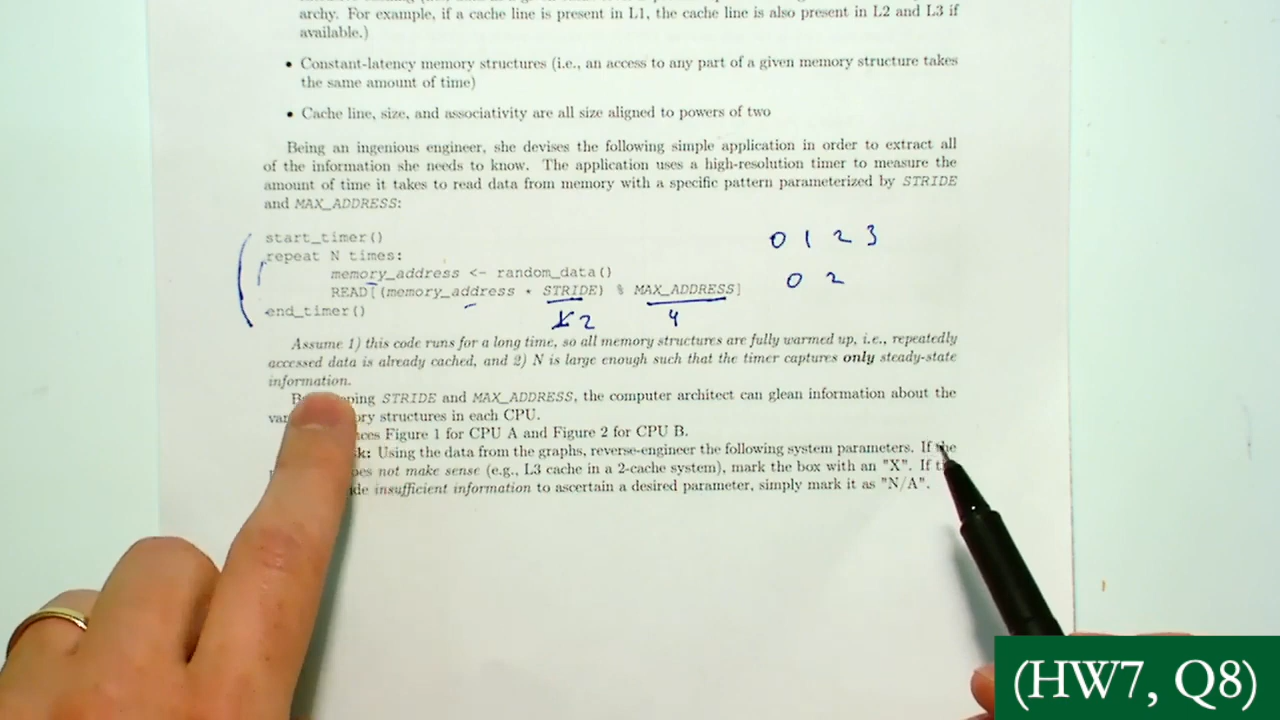 archy. For example, if a cache line is present in L1, the cache line is also present in L2 and L3 if
available.)
• Constant-latency memory structures (i.e., an access to any part of a given memory structure takes
the same amount of time)
• Cache line, size, and associativity are all size aligned to powers of two
Being an ingenious engineer, she devises the following simple application in order to extract all
of the information she needs to know. The application uses a high-resolution timer to measure the
amount of time it takes to read data from memory with a specific pattern parameterized by STRIDE
and MAX_ADDRESS:
start_timer()
0 1 2 3
repeat N times:
memory_address <- random_data()
0 2
READ[(memory_address * STRIDE) % MAX_ADDRESS]
end_timer()
2 4
Assume 1) this code runs for a long time, so all memory structures are fully warmed up, i.e., repeatedly
accessed data is already cached, and 2) N is large enough such that the timer captures only steady-state
information.
STRIDE and MAX_ADDRESS, the computer architect can glean information about the
structures in each CPU.
Figure 1 for CPU A and Figure 2 for CPU B.
Using the data from the graphs, reverse-engineer the following system parameters. If the
not make sense (e.g., L3 cache in a 2-cache system), mark the box with an "X". If
insufficient information to ascertain a desired parameter, simply mark it as "N/A".
(HW7, Q8)